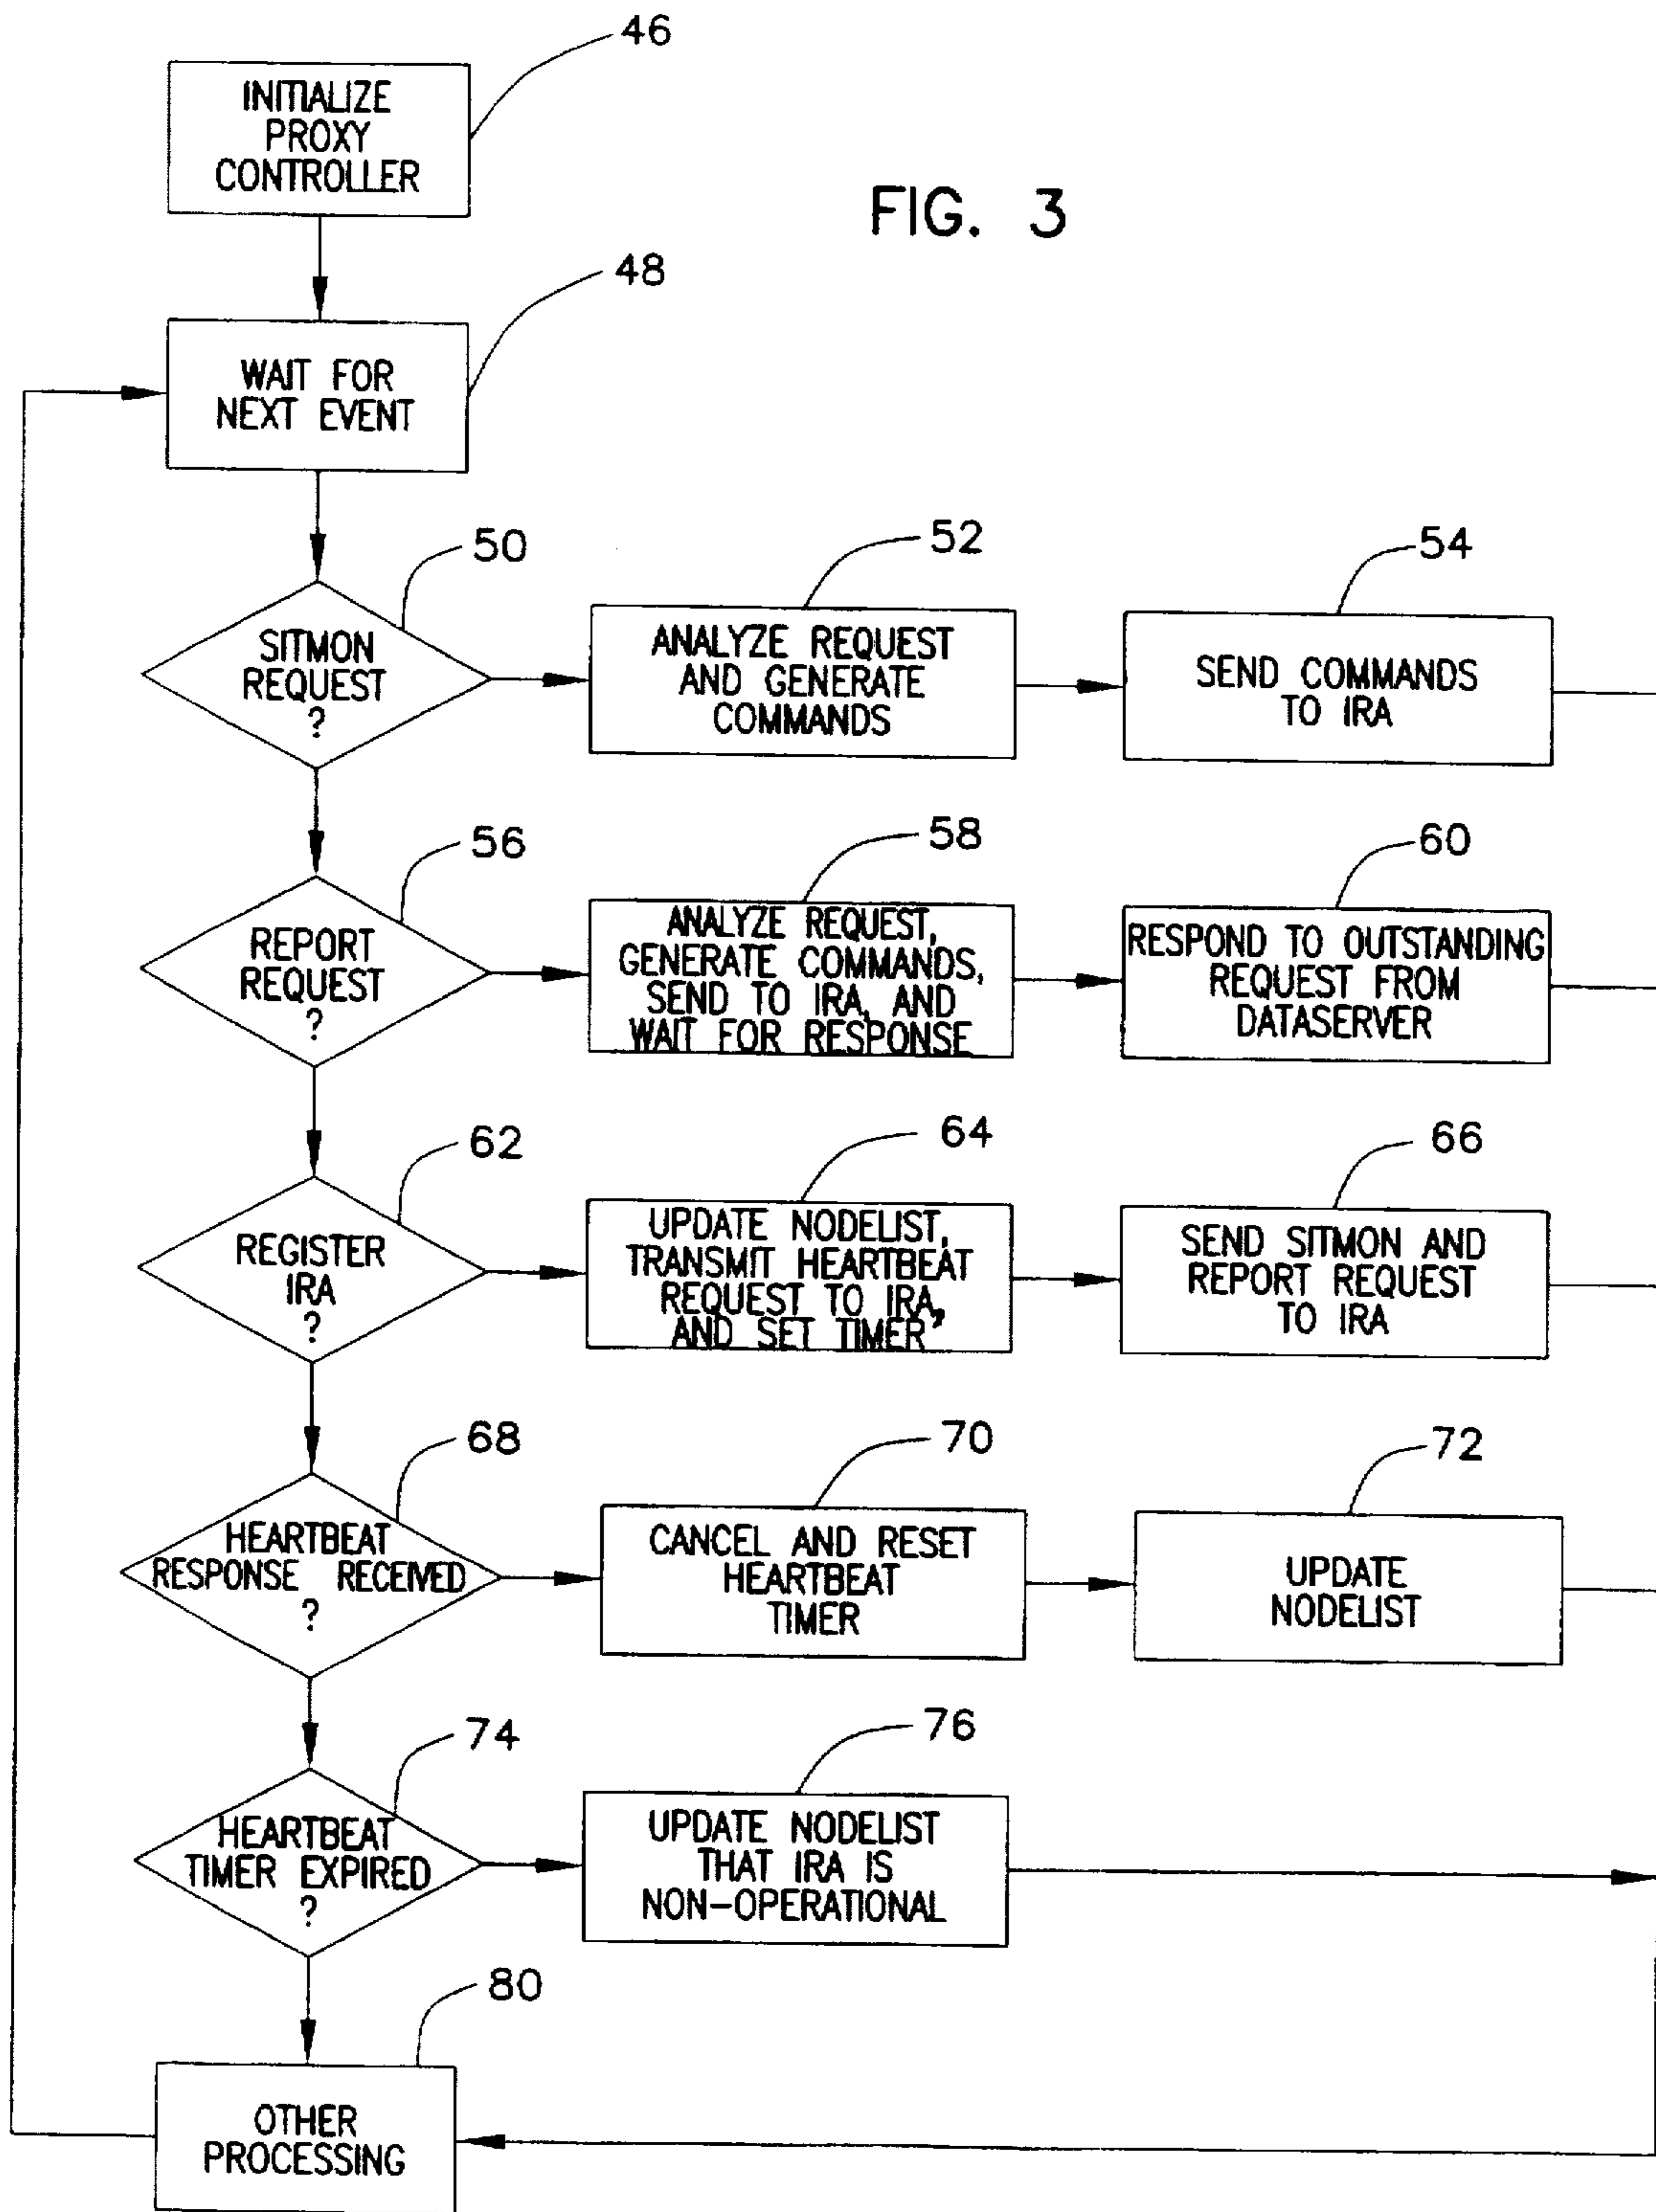 46
INITIALIZE
PROXY
CONTROLLER
FIG. 3
48
WAIT FOR
NEXT EVENT
50
SITMON
REQUEST
?
52
ANALYZE REQUEST
AND GENERATE
COMMANDS
54
SEND COMMANDS
TO IRA
56
REPORT
REQUEST
?
58
ANALYZE REQUEST,
GENERATE COMMANDS,
SEND TO IRA, AND
WAIT FOR RESPONSE
60
RESPOND TO OUTSTANDING
REQUEST FROM
DATASERVER
62
REGISTER
IRA
?
64
UPDATE NODELIST,
TRANSMIT HEARTBEAT
REQUEST TO IRA,
AND SET TIMER
66
SEND SITMON AND
REPORT REQUEST
TO IRA
68
HEARTBEAT
RESPONSE RECEIVED
?
70
CANCEL AND RESET
HEARTBEAT
TIMER
72
UPDATE
NODELIST
74
HEARTBEAT
TIMER EXPIRED
?
76
UPDATE NODELIST
THAT IRA IS
NON-OPERATIONAL
80
OTHER
PROCESSING